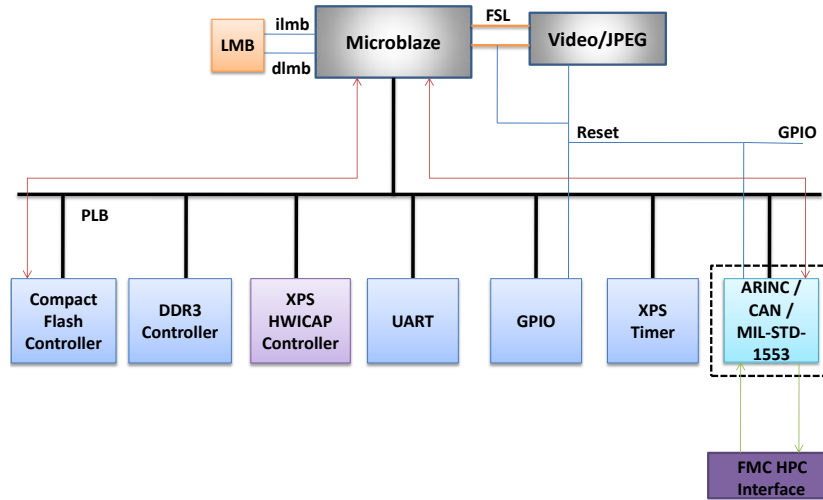 ilmb
FSL
LMB
Microblaze
Video/JPEG
dlmb
Reset
GPIO
PLB
Compact
Flash
Controller
DDR3
Controller
XPS
HWICAP
Controller
UART
GPIO
XPS
Timer
ARINC /
CAN /
MIL-STD-
1553
FMC HPC
Interface